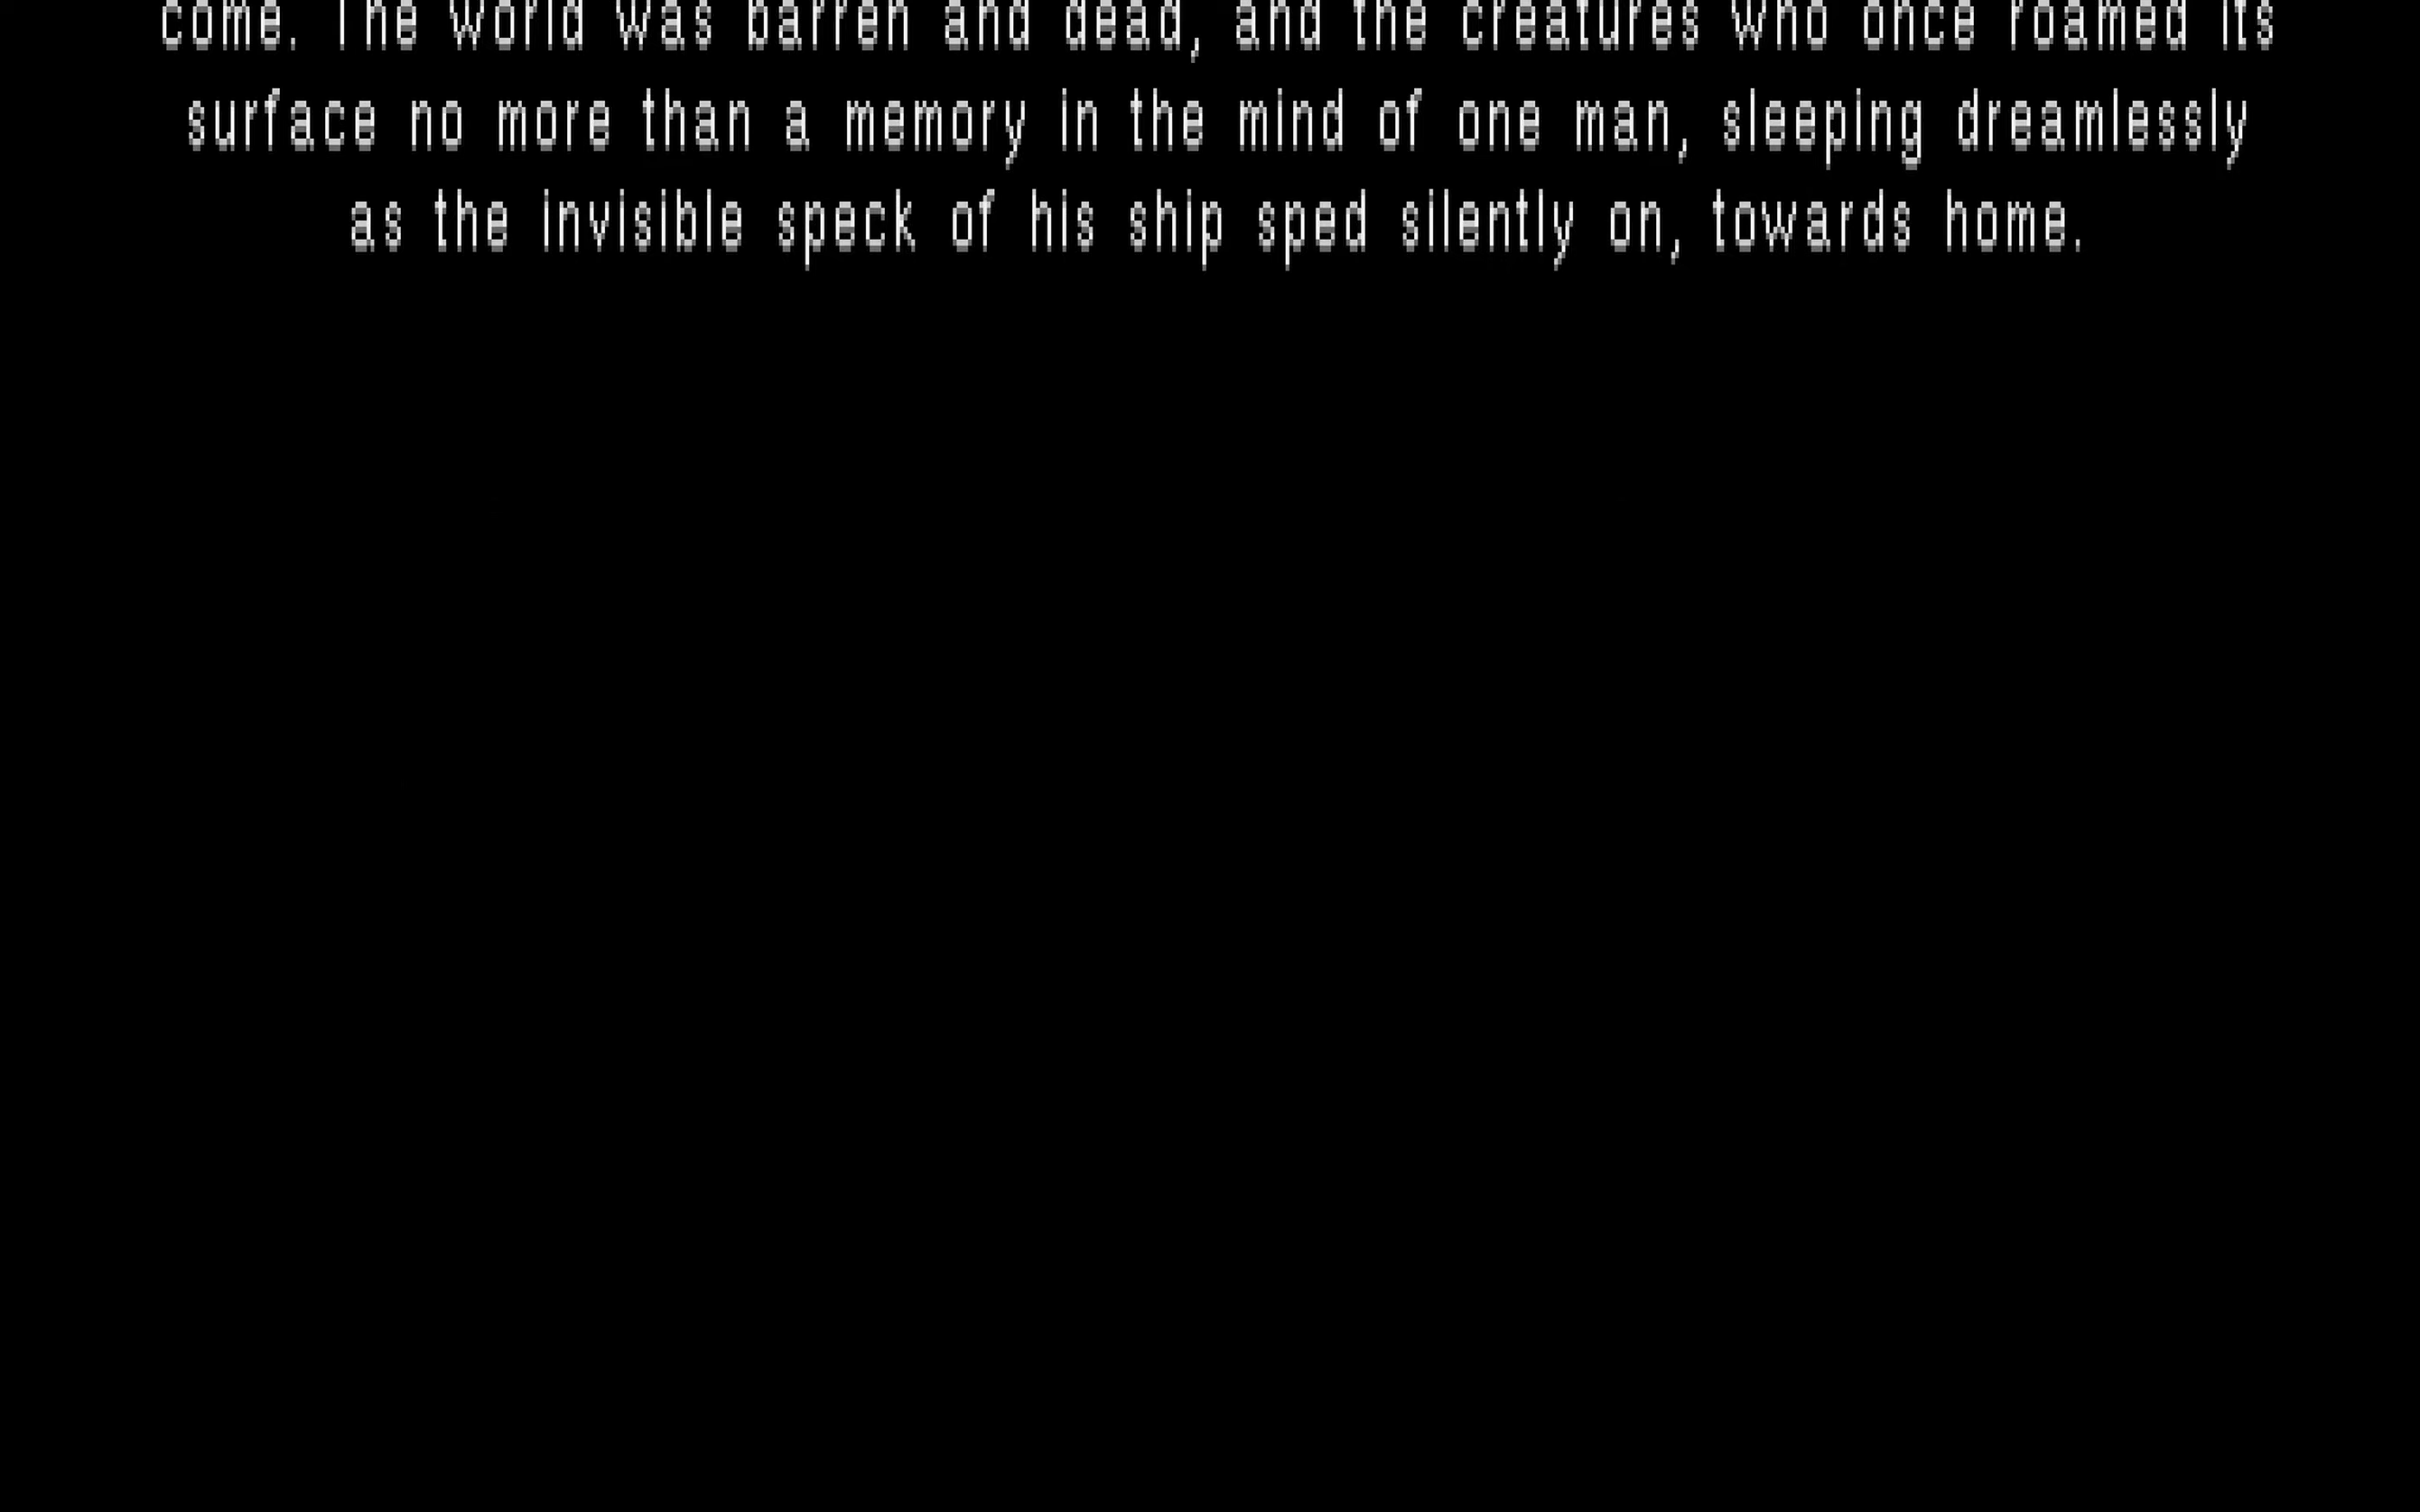 come. The world was barren and dead, and the creatures who once roamed its
surface no more than a memory in the mind of one man, sleeping dreamlessly
as the invisible speck of his ship sped silently on, towards home.